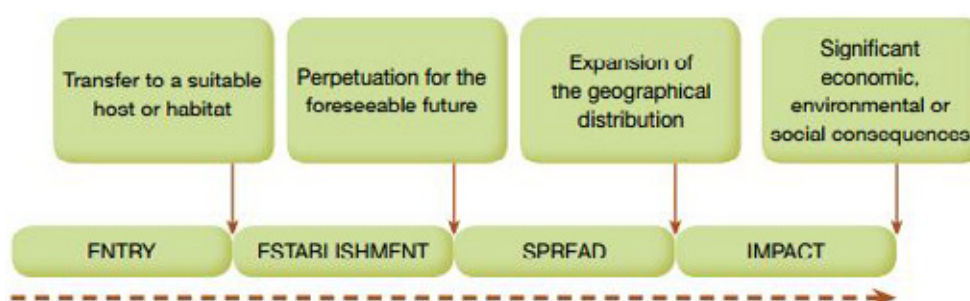 Transfer to a suitable
host or habitat
Perpetuation for the
foreseeable future
Expansion of
the geographical
distribution
Significant
economic,
environmental or
social consequences
ENTRY
ESTABLISHMENT
SPREAD
IMPACT